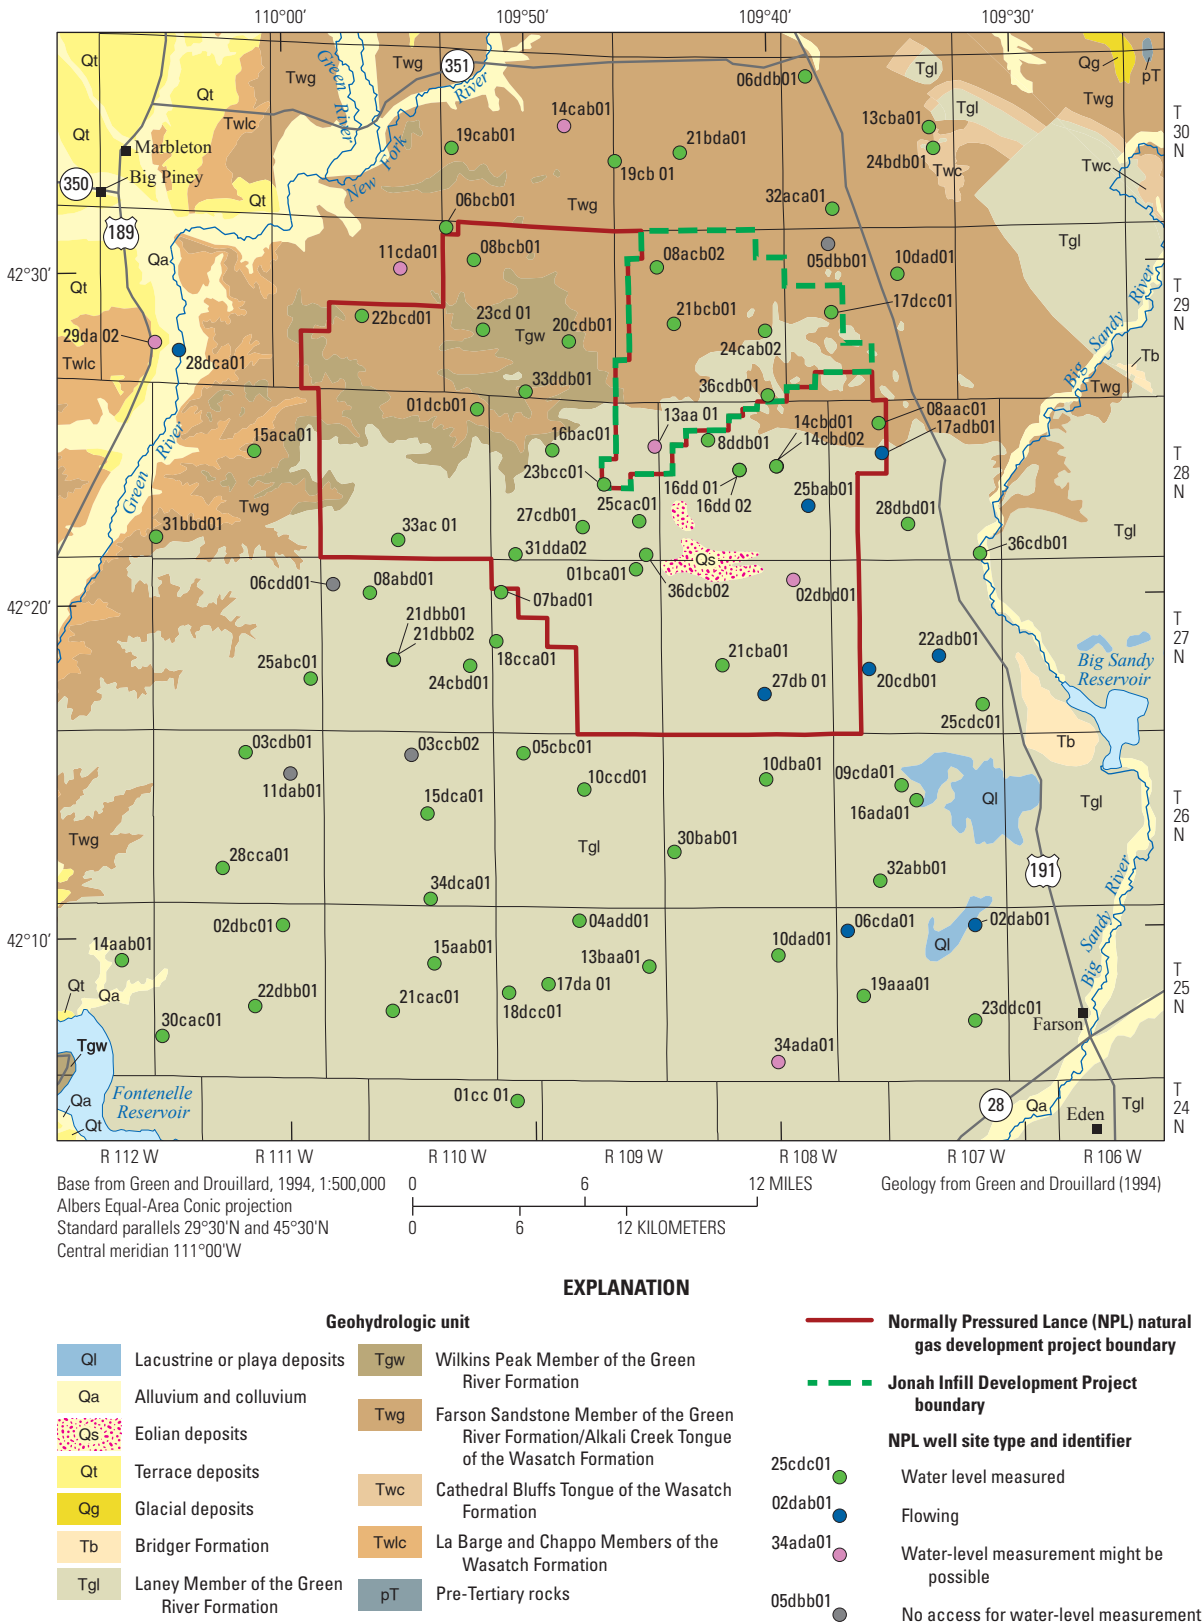 110°00'
109°50'
109°40'
109°30'
Qt
Twg
Green River
Twg
351
River
06ddb01
Tgl
Qg
pT
Qt
Twlc
14cab01
Tgl
Twg
T
30
N
Qt
Marbleton
19cab01
New Fork
21bda01
13cba01
350
Big Piney
19cb 01
24bdb01
Twc
Twc
Qt
06bcb01
Twg
32aca01
189
Qa
11cda01
08bcb01
08acb02
05dbb01
10dad01
Tgl
42°30'
Qt
T
29
N
22bcd01
23cd 01
Tgw
20cdb01
21bcb01
17dcc01
29da 02
28dca01
24cab02
Big Sandy River
Tb
Twlc
33ddb01
36cdb01
Twg
01dcb01
13aa 01
14cbd01
14cbd02
08aac01
17adb01
15aca01
16bac01
8ddb01
T
28
N
Green River
23bcc01
16dd 01
16dd 02
25bab01
Twg
25cac01
31bbd01
33ac 01
27cdb01
28dbd01
Tgl
31dda02
Qs
36cdb01
06cdd01
08abd01
01bca01
36dcb02
02dbd01
42°20'
07bad01
21dbb01
21dbb02
T
27
N
25abc01
18cca01
21cba01
22adb01
Big Sandy
Reservoir
24cbd01
27db 01
20cdb01
25cdc01
03cdb01
03ccb02
05cbc01
Tb
11dab01
10ccd01
10dba01
09cda01
15dca01
16ada01
Ql
Tgl
T
26
N
Twg
Tgl
30bab01
28cca01
34dca01
32abb01
191
02dbc01
04add01
06cda01
02dab01
Big Sandy River
42°10'
14aab01
15aab01
13baa01
10dad01
Ql
Qt
Qa
22dbb01
21cac01
17da 01
19aaa01
T
25
N
18dcc01
23ddc01
Farson
30cac01
Tgw
34ada01
Qa
Fontenelle
Reservoir
01cc 01
28
Qa
Eden
Tgl
T
24
N
Qt
R 112 W
R 111 W
R 110 W
R 109 W
R 108 W
R 107 W
R 106 W
Base from Green and Drouillard, 1994, 1:500,000
Albers Equal-Area Conic projection
Standard parallels 29°30'N and 45°30'N
Central meridian 111°00'W
0 6 12 MILES
0 6 12 KILOMETERS
Geology from Green and Drouillard (1994)
EXPLANATION
Geohydrologic unit
Ql Lacustrine or playa deposits
Qa Alluvium and colluvium
Qs Eolian deposits
Qt Terrace deposits
Qg Glacial deposits
Tb Bridger Formation
Tgl Laney Member of the Green
River Formation
Tgw Wilkins Peak Member of the Green
River Formation
Twg Farson Sandstone Member of the Green
River Formation/Alkali Creek Tongue
of the Wasatch Formation
Twc Cathedral Bluffs Tongue of the Wasatch
Formation
Twlc La Barge and Chappo Members of the
Wasatch Formation
pT Pre-Tertiary rocks
Normally Pressured Lance (NPL) natural
gas development project boundary
Jonah Infill Development Project
boundary
NPL well site type and identifier
25cdc01 Water level measured
02dab01 Flowing
34ada01 Water-level measurement might be
possible
05dbb01 No access for water-level measurement